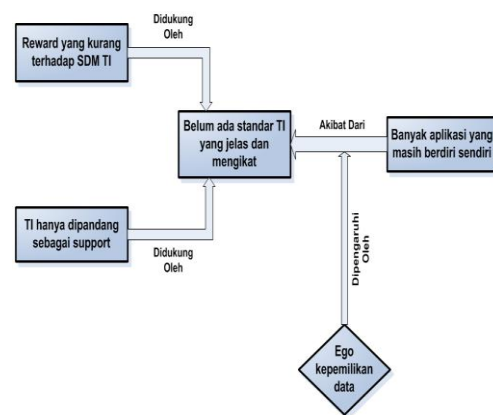 Didukung
Oleh
Reward yang kurang
terhadap SDM TI
Belum ada standar TI
yang jelas dan
mengikat
Akibat Dari
Banyak aplikasi yang
masih berdiri sendiri
TI hanya dipandang
sebagai support
Didukung
Oleh
Dipengaruhi
Oleh
Ego
kepemilikan
data